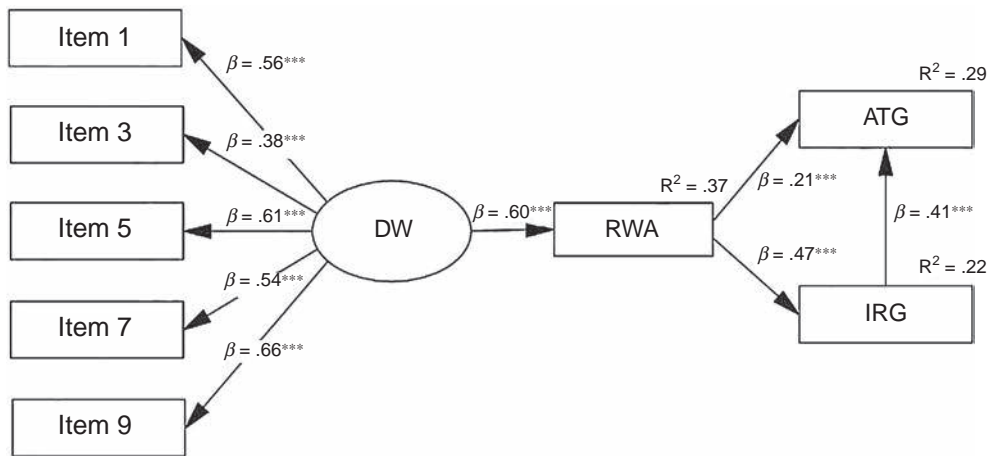 Item 1
β = .56***
Item 3
β = .38***
Item 5
β = .61***
Item 7
β = .54***
Item 9
β = .66***
DW
β = .60***
R² = .37
RWA
β = .21***
β = .47***
R² = .29
ATG
β = .41***
R² = .22
IRG